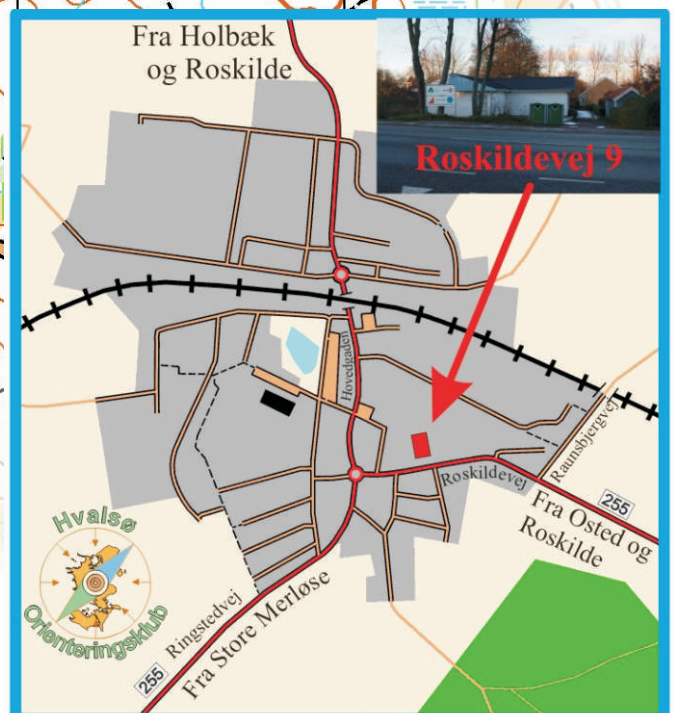 Fra Holbæk
og Roskilde
Roskildevej 9
Hovedgaden
Roskildevej
Raunsbjergvej
255
Fra Osted og
Roskilde
Hvalsø
Orienteringsklub
Ringstedvej
Fra Store Merløse
255